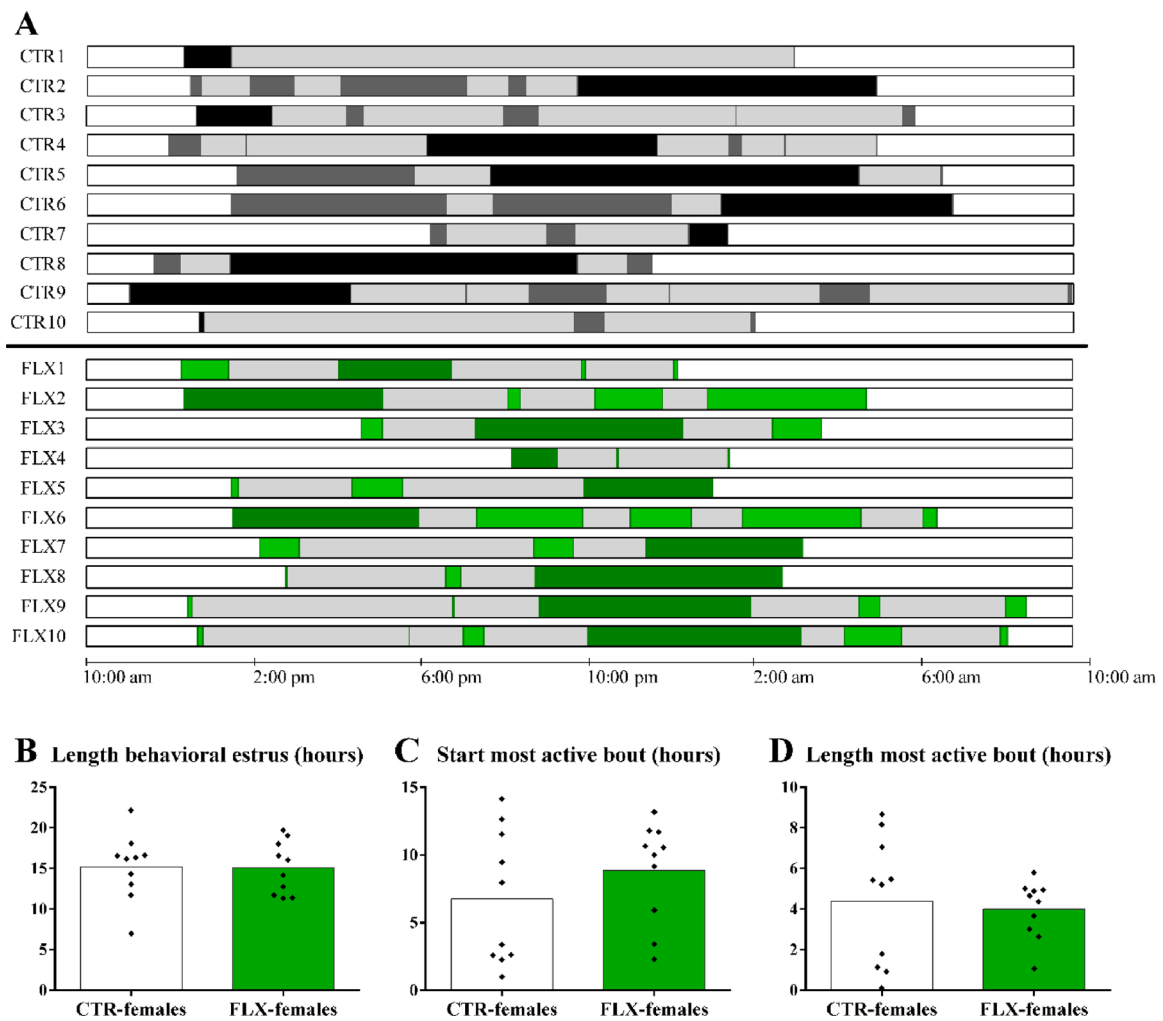 A
CTR1
CTR2
CTR3
CTR4
CTR5
CTR6
CTR7
CTR8
CTR9
CTR10
FLX1
FLX2
FLX3
FLX4
FLX5
FLX6
FLX7
FLX8
FLX9
FLX10
10:00 am 2:00 pm 6:00 pm 10:00 pm 2:00 am 6:00 am 10:00 am
B Length behavioral estrus (hours)
25
20
15
10
5
0
CTR-females FLX-females
C Start most active bout (hours)
15
10
5
0
CTR-females FLX-females
D Length most active bout (hours)
10
8
6
4
2
0
CTR-females FLX-females